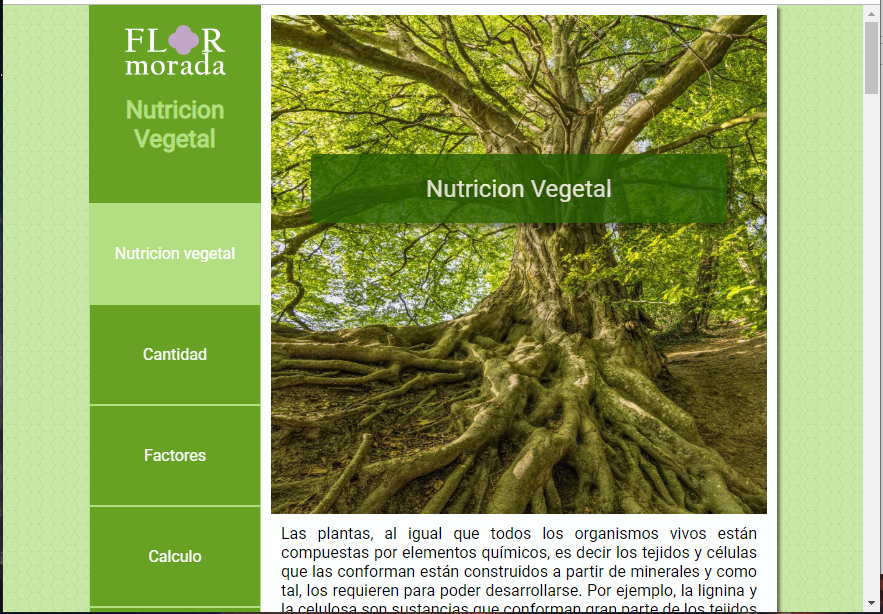 FLOR
morada
Nutricion
Vegetal
Nutricion vegetal
Cantidad
Factores
Calculo
Nutricion Vegetal
Las plantas, al igual que todos los organismos vivos están
compuestas por elementos químicos, es decir los tejidos y células
que las conforman están construidos a partir de minerales y como
tal, los requieren para poder desarrollarse. Por ejemplo, la lignina y
la celulosa son sustancias que conforman gran parte de los tejidos